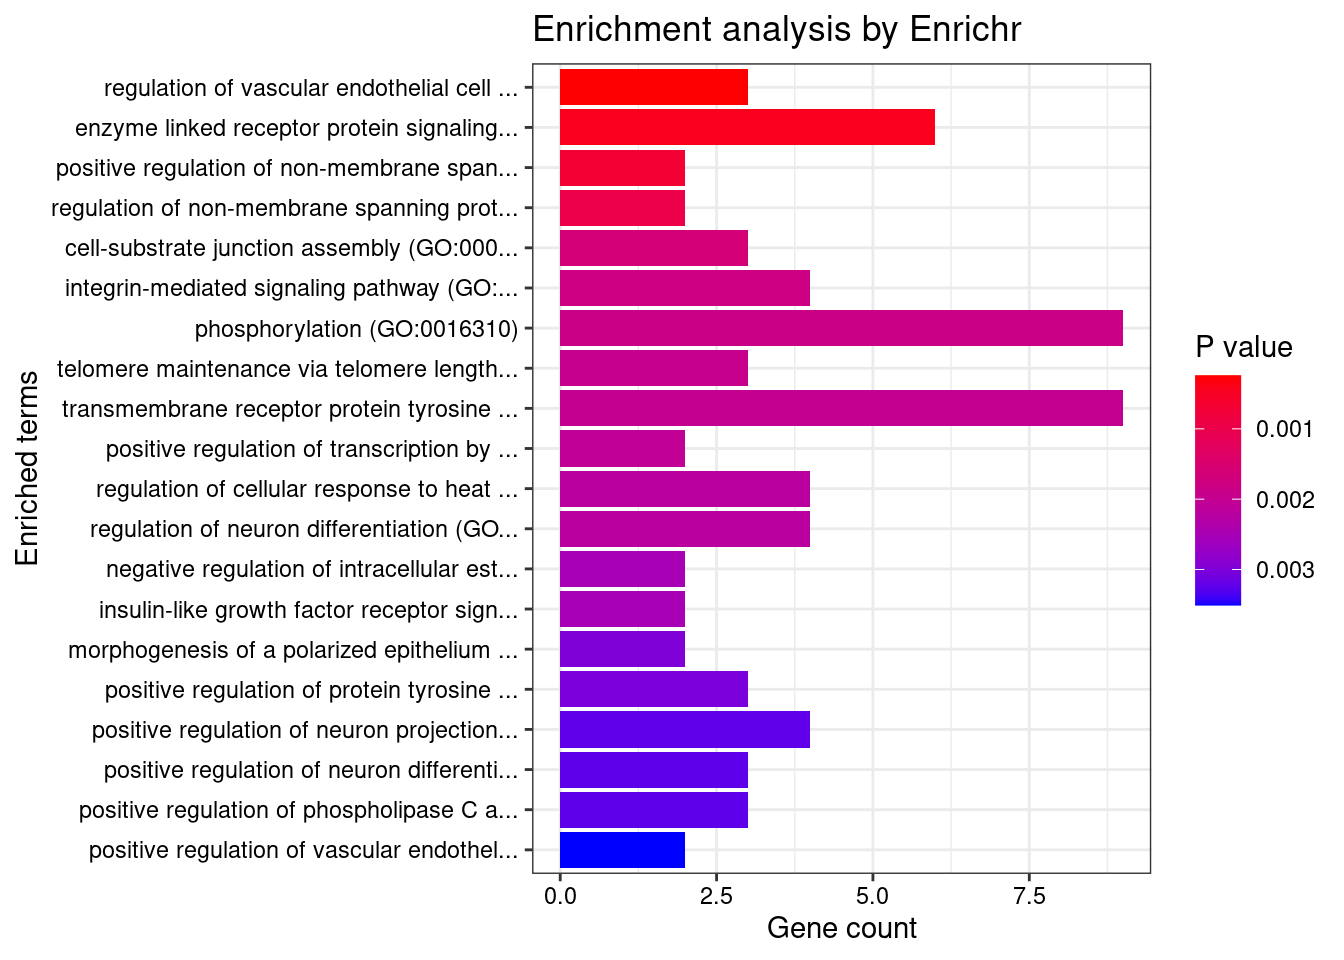 Enrichment analysis by Enrichr
regulation of vascular endothelial cell ...
enzyme linked receptor protein signaling...
positive regulation of non-membrane span...
regulation of non-membrane spanning prot...
cell-substrate junction assembly (GO:000...
integrin-mediated signaling pathway (GO:...
phosphorylation (GO:0016310)
telomere maintenance via telomere length...
transmembrane receptor protein tyrosine ...
positive regulation of transcription by ...
regulation of cellular response to heat ...
regulation of neuron differentiation (GO...
negative regulation of intracellular est...
insulin-like growth factor receptor sign...
morphogenesis of a polarized epithelium ...
positive regulation of protein tyrosine ...
positive regulation of neuron projection...
positive regulation of neuron differenti...
positive regulation of phospholipase C a...
positive regulation of vascular endothel...
Enriched terms
0.0 2.5 5.0 7.5
Gene count
P value
0.001
0.002
0.003